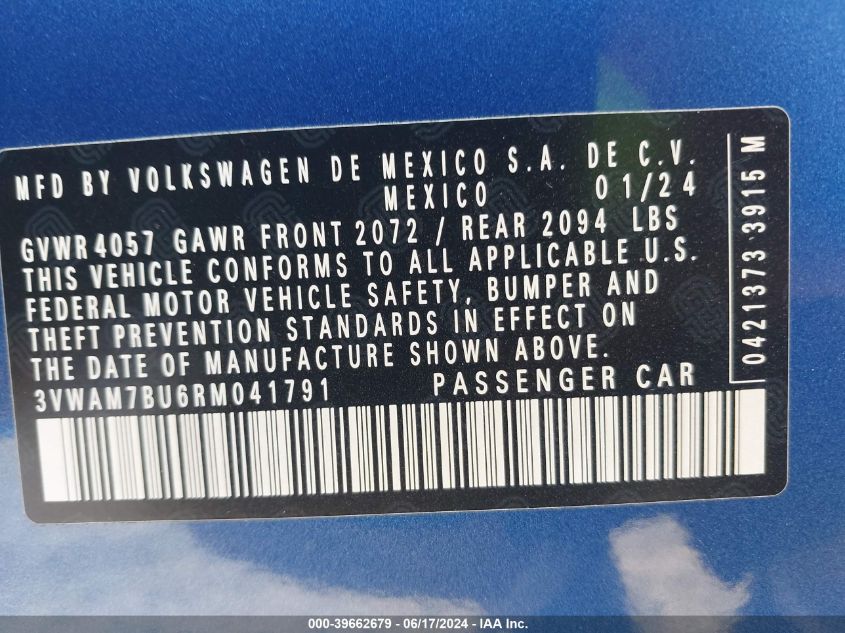 MFD BY VOLKSWAGEN DE MEXICO S.A. DE C.V.
MEXICO 01/24
GVWR 4057 GAWR FRONT 2072 / REAR 2094 LBS
THIS VEHICLE CONFORMS TO ALL APPLICABLE U.S.
FEDERAL MOTOR VEHICLE SAFETY, BUMPER AND
THEFT PREVENTION STANDARDS IN EFFECT ON
THE DATE OF MANUFACTURE SHOWN ABOVE.
3VWAM7BU6RM041791 PASSENGER CAR
0421373 3915 M
000-39662679 - 06/17/2024 - IAA Inc.